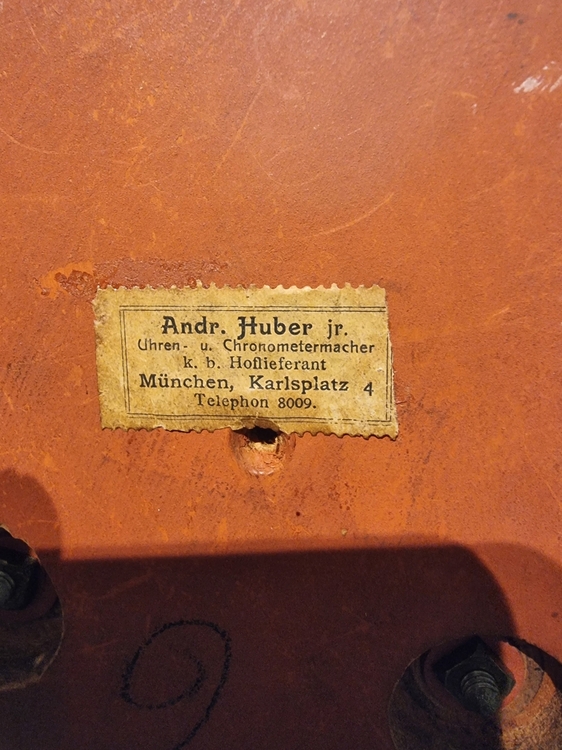 Andr. Huber jr.
Uhren- u. Chronometermacher
k. b. Hoflieferant
München, Karlsplatz 4
Telephon 8009.